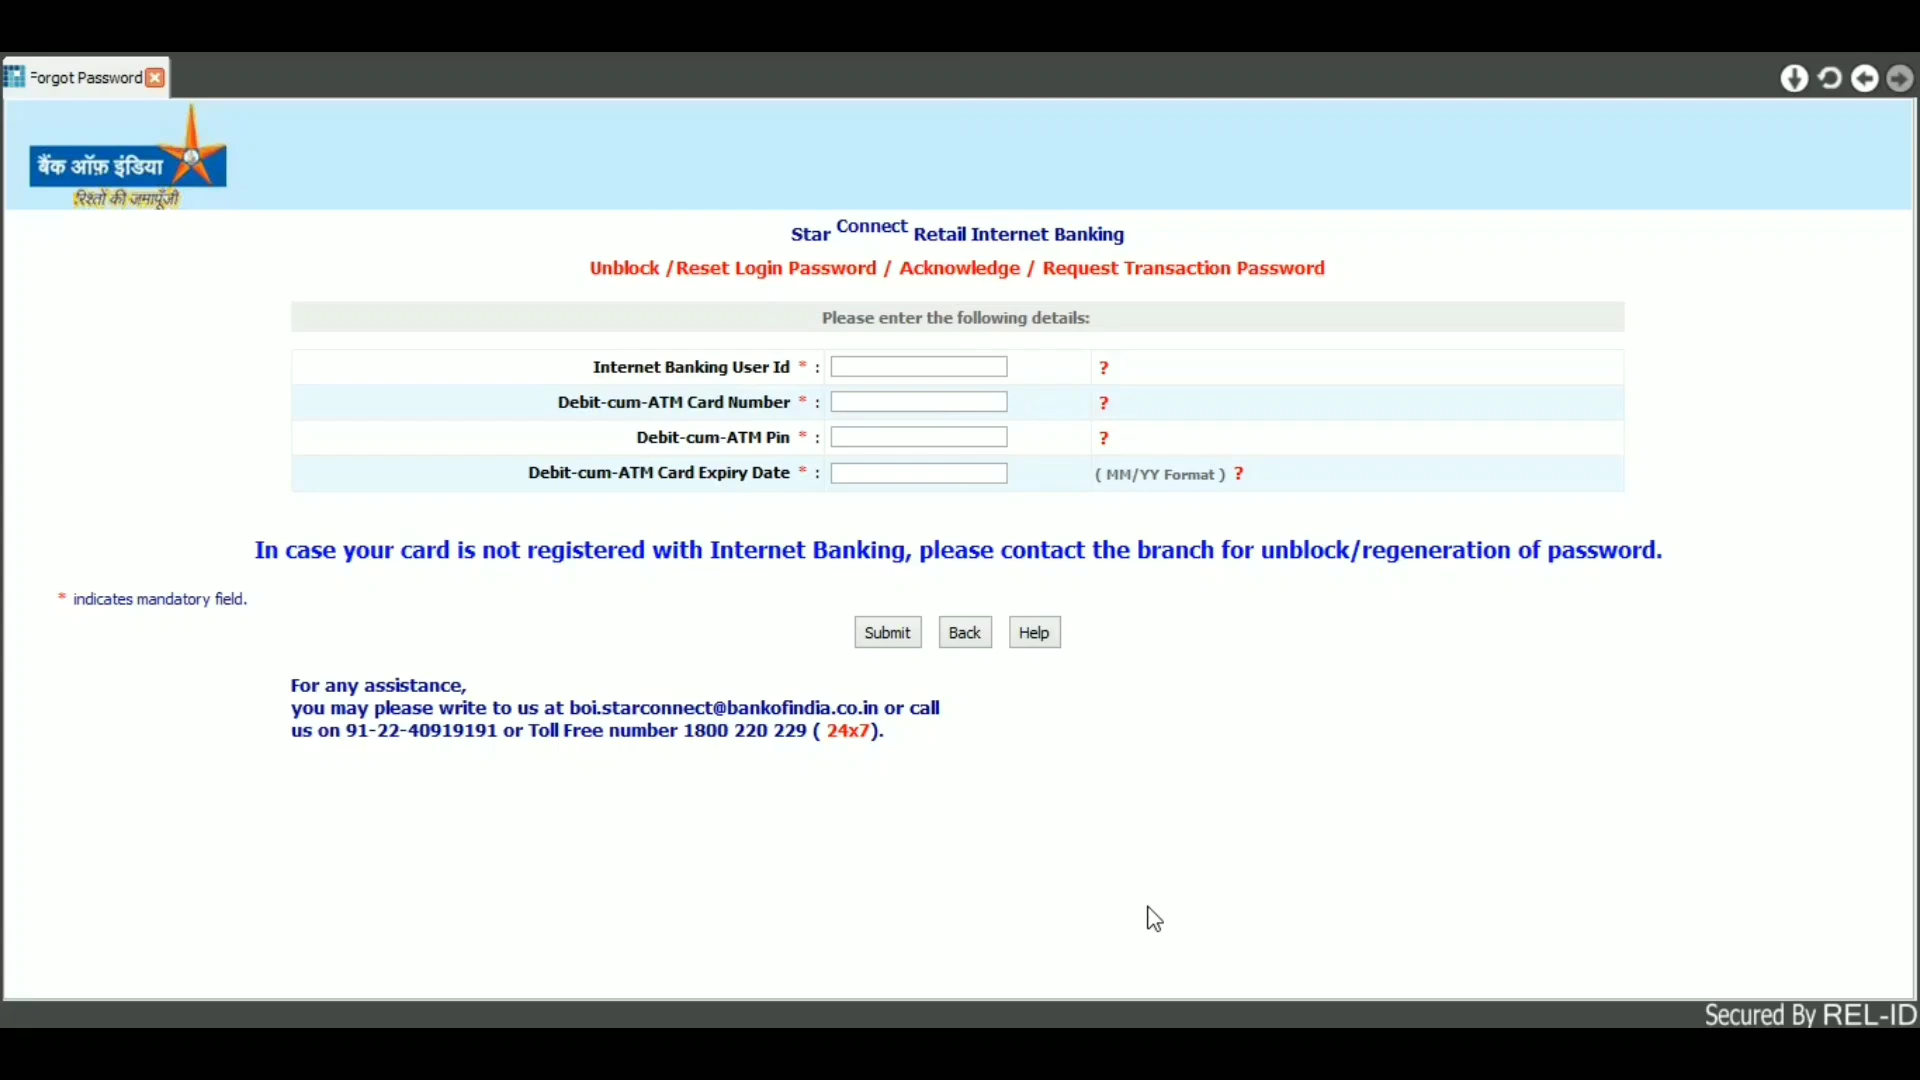 Forgot Password
बैंक ऑफ़ इंडिया
रिश्तों की जमापूँजी
Star Connect Retail Internet Banking
Unblock /Reset Login Password / Acknowledge / Request Transaction Password
Please enter the following details:
Internet Banking User Id * : ?
Debit-cum-ATM Card Number * : ?
Debit-cum-ATM Pin * : ?
Debit-cum-ATM Card Expiry Date * : ( MM/YY Format ) ?
In case your card is not registered with Internet Banking, please contact the branch for unblock/regeneration of password.
* indicates mandatory field.
Submit Back Help
For any assistance,
you may please write to us at boi.starconnect@bankofindia.co.in or call
us on 91-22-40919191 or Toll Free number 1800 220 229 ( 24x7).
Secured By REL-ID